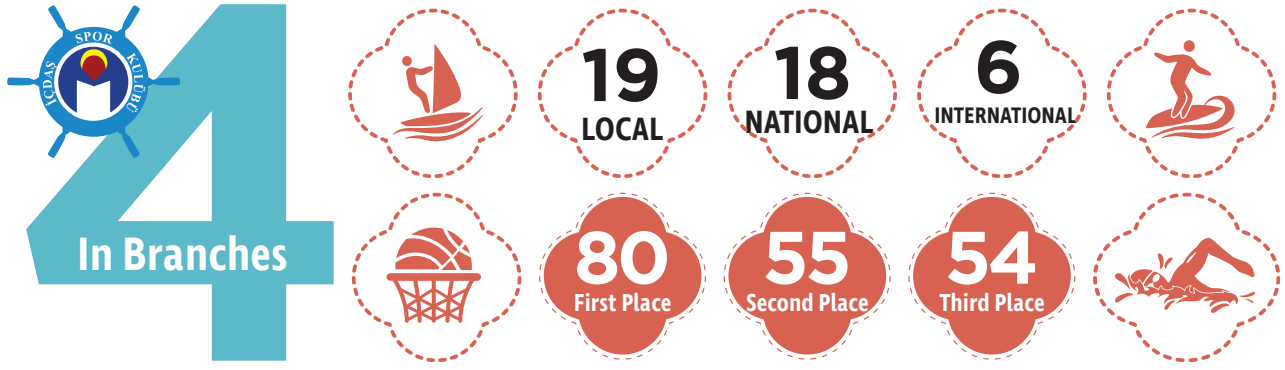 İÇDAŞ SPOR KULÜBÜ
4
In Branches
19
LOCAL
18
NATIONAL
6
INTERNATIONAL
80
First Place
55
Second Place
54
Third Place